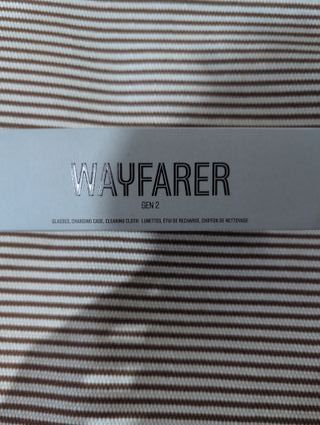 WAYFARER
GEN 2
GLASSES, CHARGING CASE, CLEANING CLOTH LUNETTES, ÉTUI DE RECHARGE, CHIFFON DE NETTOYAGE